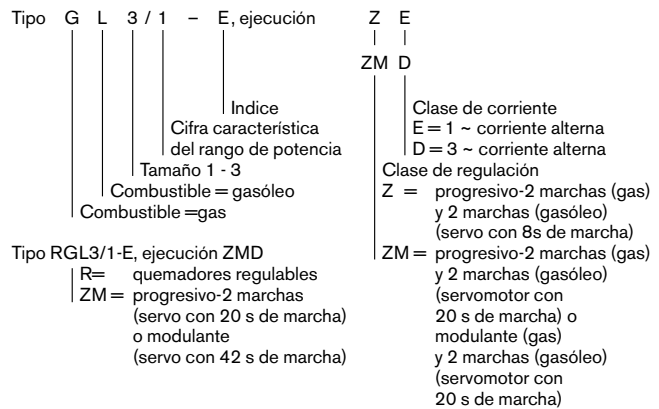 Tipo G L 3 / 1 – E, ejecución Z E
ZM D
Indice
Cifra característica
del rango de potencia
Tamaño 1 - 3
Combustible = gasóleo
Combustible =gas
Clase de corriente
E = 1 ~ corriente alterna
D = 3 ~ corriente alterna
Clase de regulación
Z = progresivo-2 marchas (gas)
y 2 marchas (gasóleo)
(servo con 8s de marcha)
ZM = progresivo-2 marchas (gas)
y 2 marchas (gasóleo)
(servomotor con
20 s de marcha) o
modulante (gas)
y 2 marchas (gasóleo)
(servomotor con
20 s de marcha)
Tipo RGL3/1-E, ejecución ZMD
R= quemadores regulables
ZM = progresivo-2 marchas
(servo con 20 s de marcha)
o modulante
(servo con 42 s de marcha)